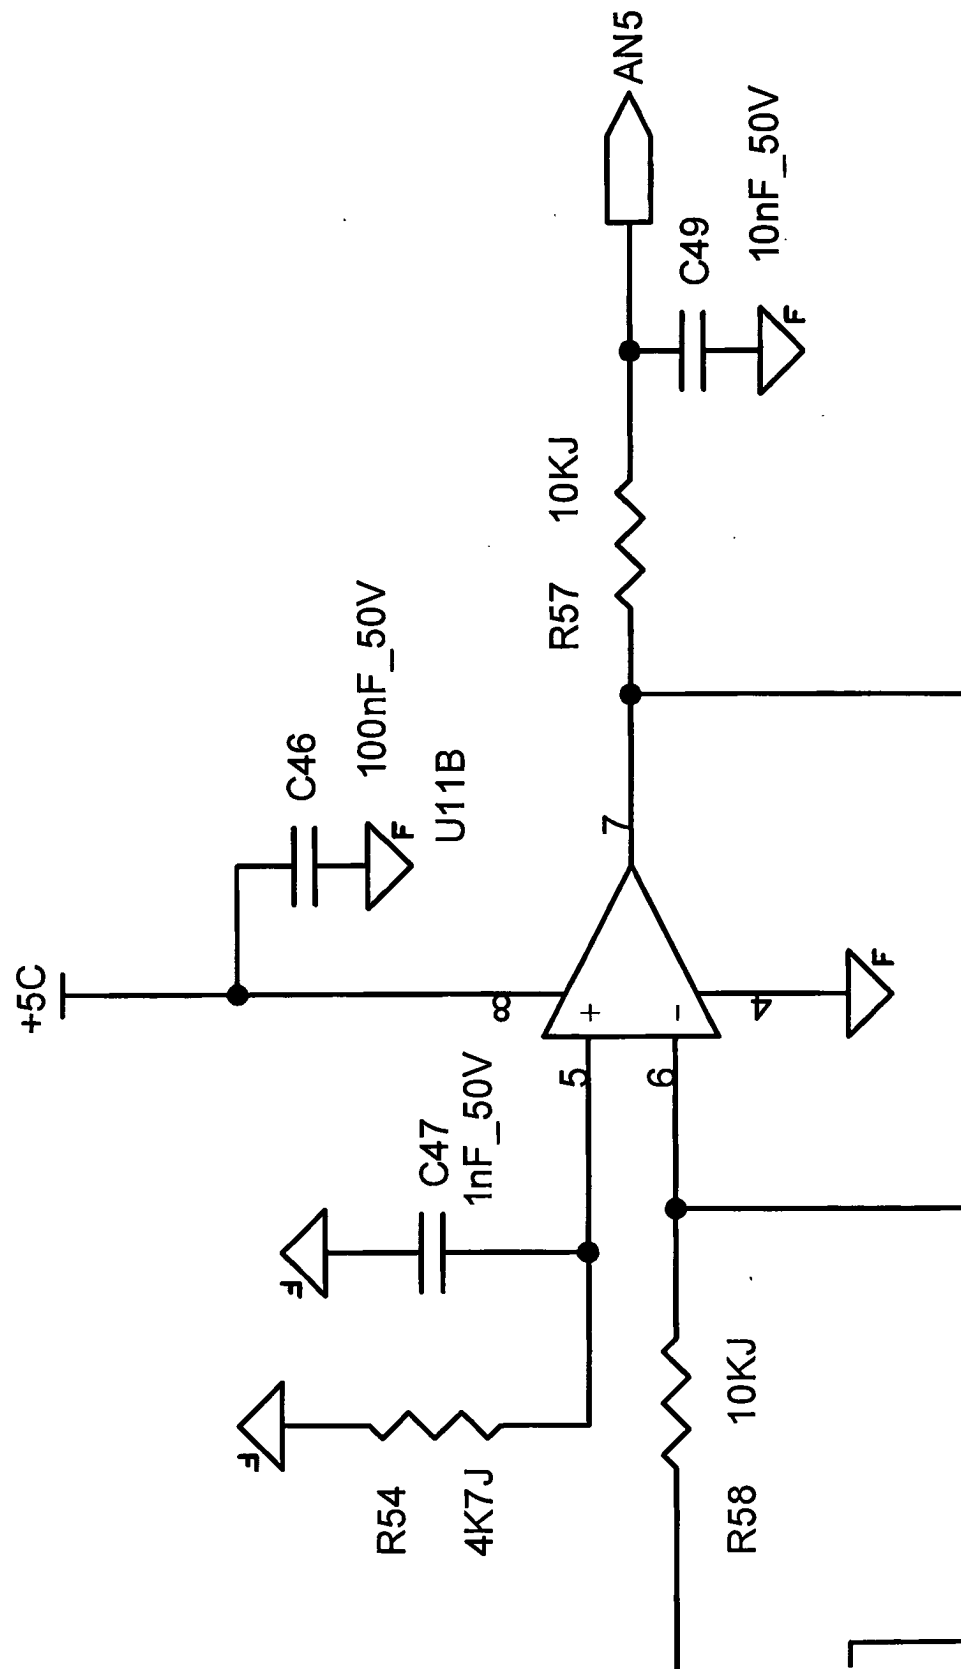 +5C
C46
100nF_50V
F
U11B
F
C47
1nF_50V
F
R54
4K7J
8
5
+
6
-
4
F
7
R57
10KJ
AN5
C49
10nF_50V
F
R58
10KJ